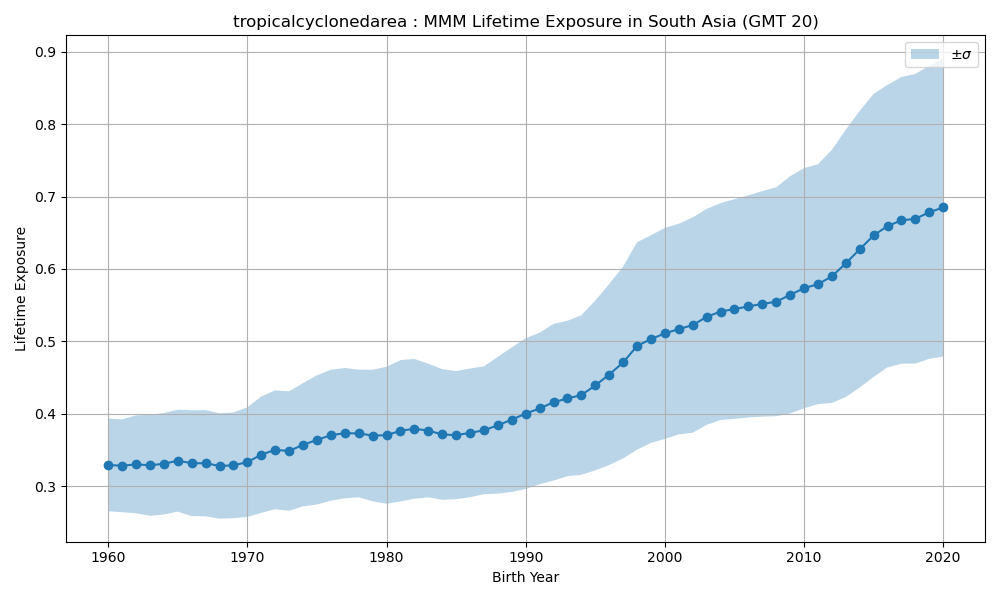 tropicalcyclonedarea : MMM Lifetime Exposure in South Asia (GMT 20)
±σ
Lifetime Exposure
0.9
0.8
0.7
0.6
0.5
0.4
0.3
1960 1970 1980 1990 2000 2010 2020
Birth Year